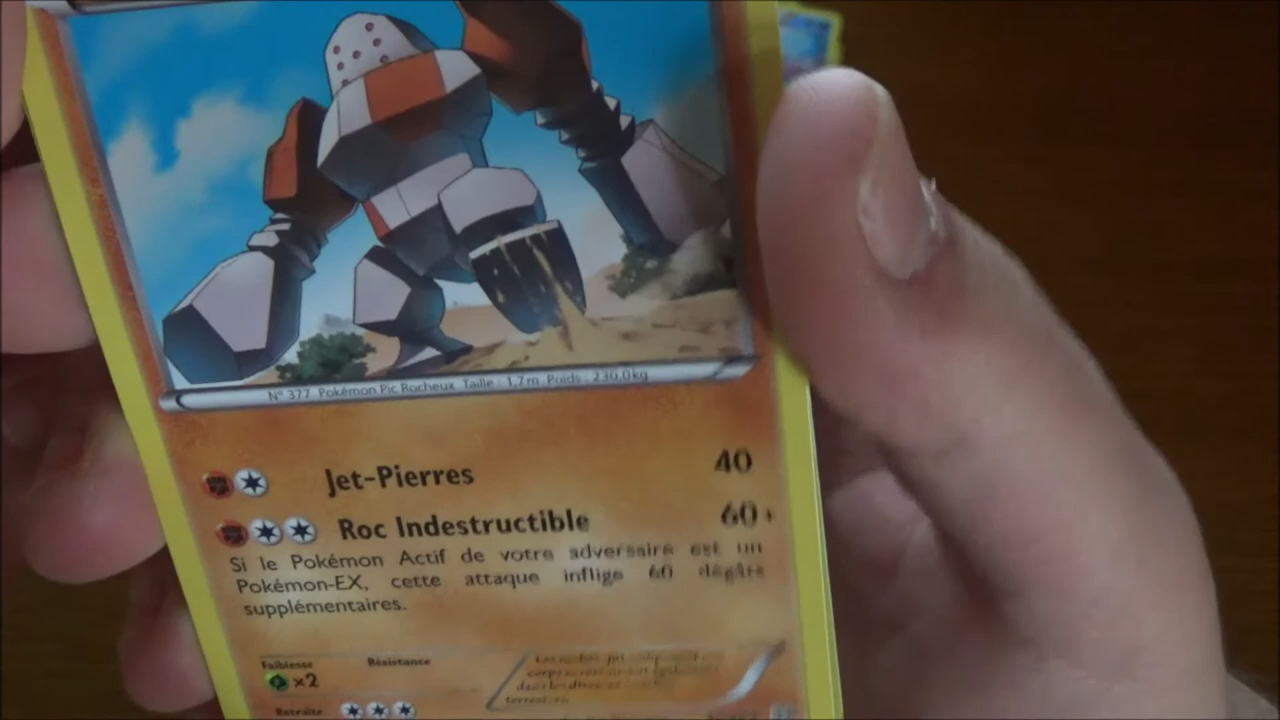 N° 377 Pokémon Pic Rocheux Taille : 1,7m Poids : 230,0kg
Jet-Pierres 40
Roc Indestructible 60+
Si le Pokémon Actif de votre adversaire est un
Pokémon-EX, cette attaque inflige 60 dégâts
supplémentaires.
Faiblesse Résistance
×2
Retraite